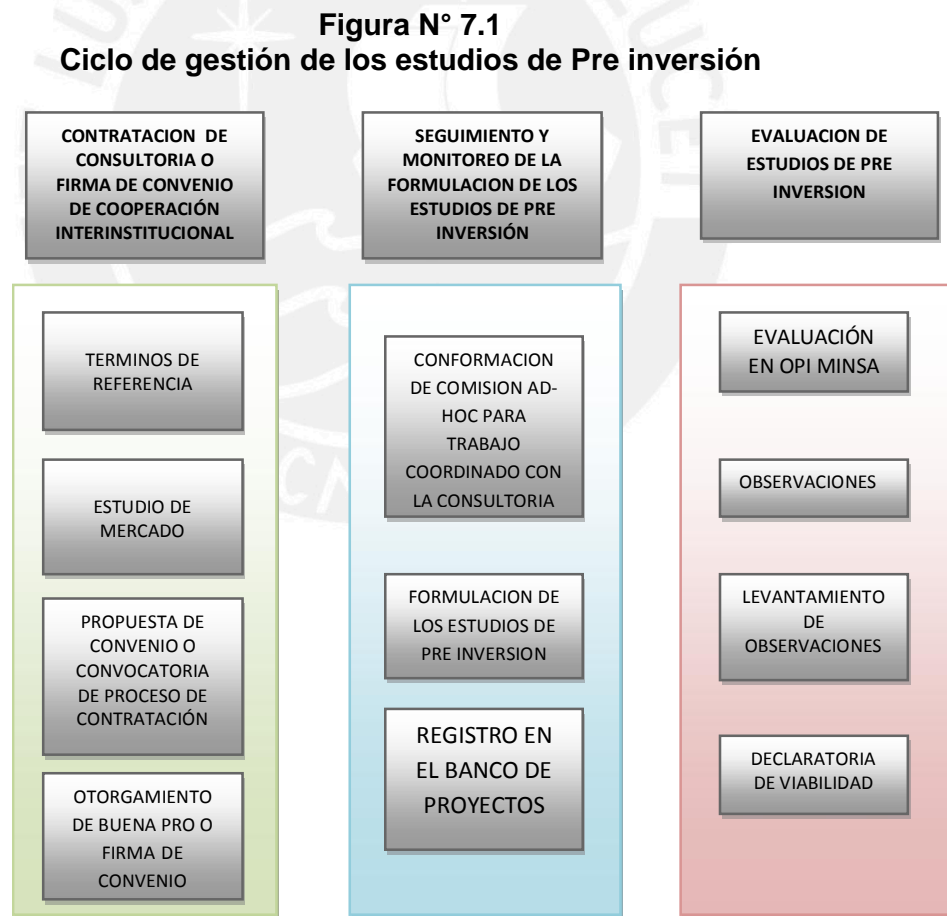 Figura N° 7.1
Ciclo de gestión de los estudios de Pre inversión
CONTRATACION DE
CONSULTORIA O
FIRMA DE CONVENIO
DE COOPERACIÓN
INTERINSTITUCIONAL
TERMINOS DE
REFERENCIA
ESTUDIO DE
MERCADO
PROPUESTA DE
CONVENIO O
CONVOCATORIA
DE PROCESO DE
CONTRATACIÓN
OTORGAMIENTO
DE BUENA PRO O
FIRMA DE
CONVENIO
SEGUIMIENTO Y
MONITOREO DE LA
FORMULACION DE LOS
ESTUDIOS DE PRE
INVERSIÓN
CONFORMACION
DE COMISION AD-
HOC PARA
TRABAJO
COORDINADO CON
LA CONSULTORIA
FORMULACION DE
LOS ESTUDIOS DE
PRE INVERSION
REGISTRO EN
EL BANCO DE
PROYECTOS
EVALUACION DE
ESTUDIOS DE PRE
INVERSION
EVALUACIÓN
EN OPI MINSA
OBSERVACIONES
LEVANTAMIENTO
DE
OBSERVACIONES
DECLARATORIA
DE VIABILIDAD